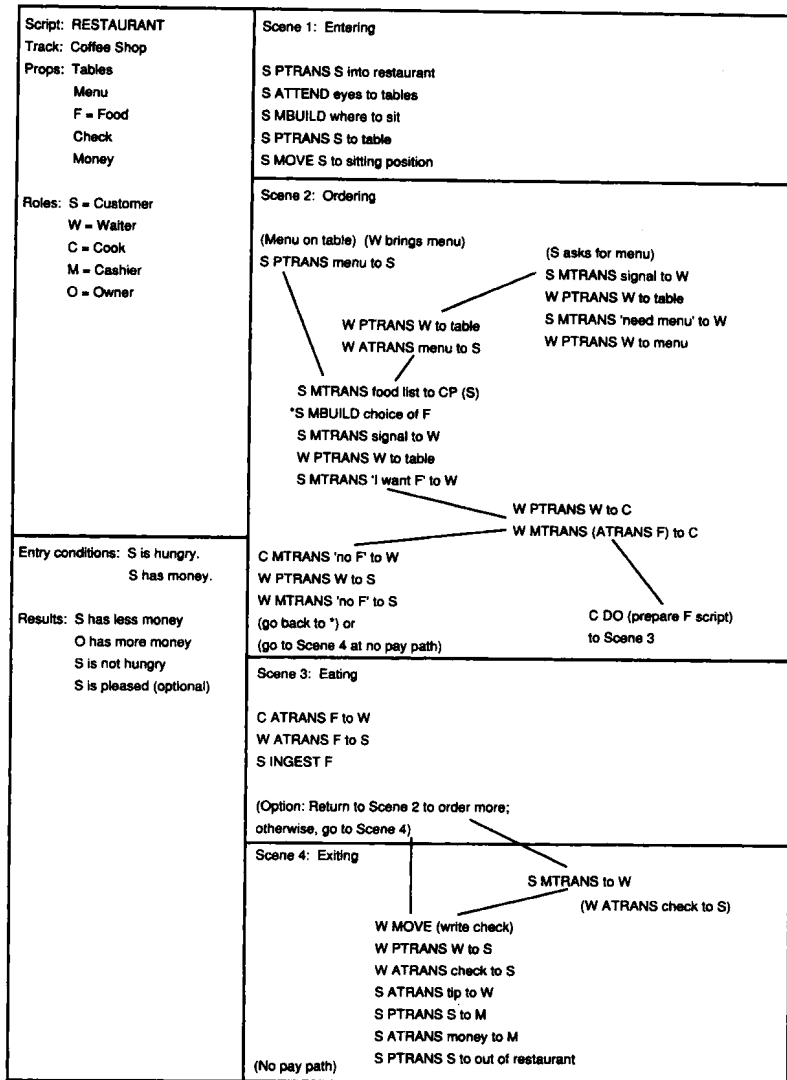 Script: RESTAURANT
Track: Coffee Shop
Props: Tables
Menu
F = Food
Check
Money
Roles: S = Customer
W = Waiter
C = Cook
M = Cashier
O = Owner
Entry conditions: S is hungry.
S has money.
Results: S has less money
O has more money
S is not hungry
S is pleased (optional)
Scene 1: Entering
S PTRANS S into restaurant
S ATTEND eyes to tables
S MBUILD where to sit
S PTRANS S to table
S MOVE S to sitting position
Scene 2: Ordering
(Menu on table) (W brings menu)
S PTRANS menu to S
(S asks for menu)
S MTRANS signal to W
W PTRANS W to table
S MTRANS 'need menu' to W
W PTRANS W to menu
W PTRANS W to table
W ATRANS menu to S
S MTRANS food list to CP (S)
*S MBUILD choice of F
S MTRANS signal to W
W PTRANS W to table
S MTRANS 'I want F' to W
W PTRANS W to C
W MTRANS (ATRANS F) to C
C MTRANS 'no F' to W
W PTRANS W to S
W MTRANS 'no F' to S
(go back to *) or
(go to Scene 4 at no pay path)
C DO (prepare F script)
to Scene 3
Scene 3: Eating
C ATRANS F to W
W ATRANS F to S
S INGEST F
(Option: Return to Scene 2 to order more;
otherwise, go to Scene 4)
Scene 4: Exiting
S MTRANS to W
(W ATRANS check to S)
W MOVE (write check)
W PTRANS W to S
W ATRANS check to S
S ATRANS tip to W
S PTRANS S to M
S ATRANS money to M
(No pay path) S PTRANS S to out of restaurant